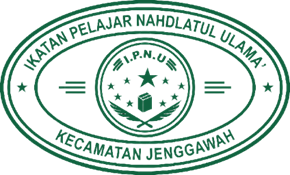 IKATAN PELAJAR NAHDLATUL ULAMA'
I.P.N.U
KECAMATAN JENGGAWAH